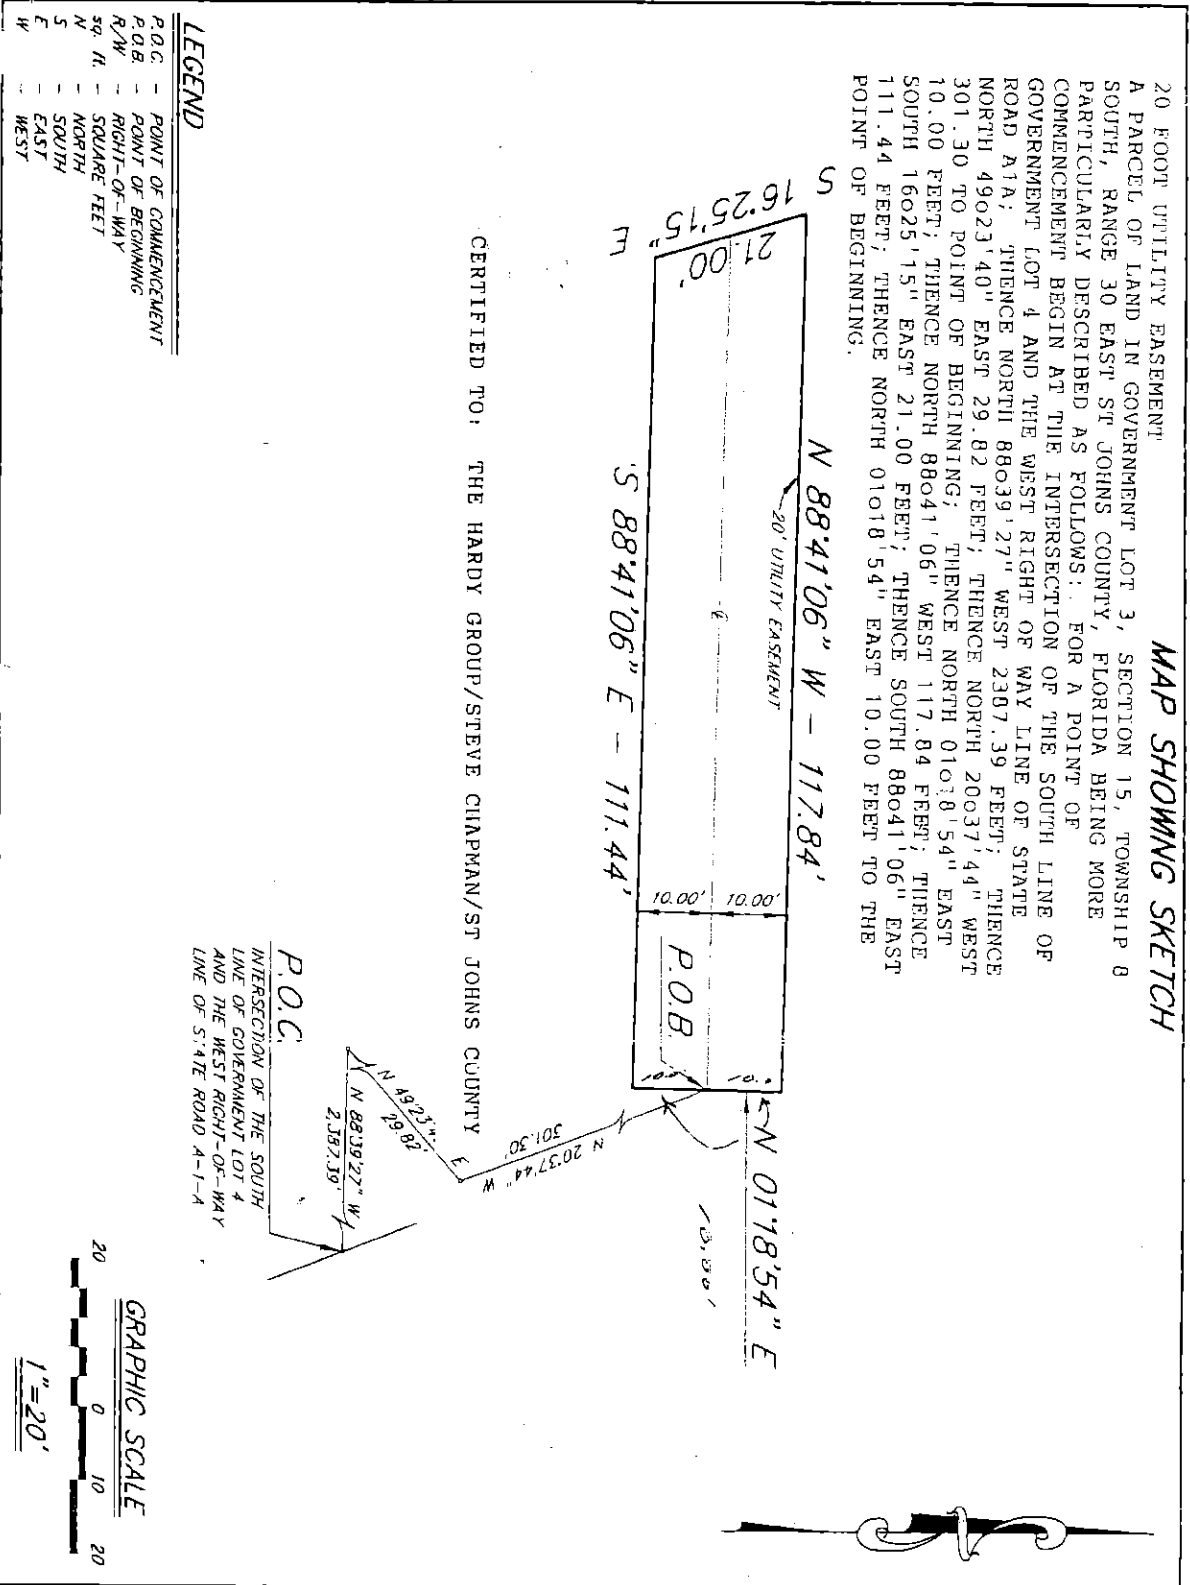 MAP SHOWING SKETCH
20 FOOT UTILITY EASEMENT
A PARCEL OF LAND IN GOVERNMENT LOT 3, SECTION 15, TOWNSHIP 8
SOUTH, RANGE 30 EAST ST JOHNS COUNTY, FLORIDA BEING MORE
PARTICULARLY DESCRIBED AS FOLLOWS: FOR A POINT OF
COMMENCEMENT BEGIN AT THE INTERSECTION OF THE SOUTH LINE OF
GOVERNMENT LOT 4 AND THE WEST RIGHT OF WAY LINE OF STATE
ROAD A1A; THENCE NORTH 88o39'27" WEST 2387.39 FEET; THENCE
NORTH 49o23'40" EAST 29.82 FEET; THENCE NORTH 20o37'44" WEST
301.30 TO POINT OF BEGINNING; THENCE NORTH 01o18'54" EAST
10.00 FEET; THENCE NORTH 88o41'06" WEST 117.84 FEET; THENCE
SOUTH 16o25'15" EAST 21.00 FEET; THENCE SOUTH 88o41'06" EAST
111.44 FEET; THENCE NORTH 01o18'54" EAST 10.00 FEET TO THE
POINT OF BEGINNING.
N 88°41'06" W - 117.84'
20' UTILITY EASEMENT
S 16°25'15" E
21.00'
10.00'
10.00'
P.O.B.
N 01°18'54" E
10.00'
S 88°41'06" E - 111.44'
N 20°37'44" W
301.30'
N 49°23' E
29.82'
N 88°39'27" W
2,387.39'
CERTIFIED TO: THE HARDY GROUP/STEVE CHAPMAN/ST JOHNS COUNTY
P.O.C.
INTERSECTION OF THE SOUTH
LINE OF GOVERNMENT LOT 4
AND THE WEST RIGHT-OF-WAY
LINE OF STATE ROAD A-1-A
LEGEND
P.O.C. - POINT OF COMMENCEMENT
P.O.B. - POINT OF BEGINNING
R/W - RIGHT-OF-WAY
sq. ft. - SQUARE FEET
N - NORTH
S - SOUTH
E - EAST
W - WEST
GRAPHIC SCALE
20 0 10 20
1"=20'